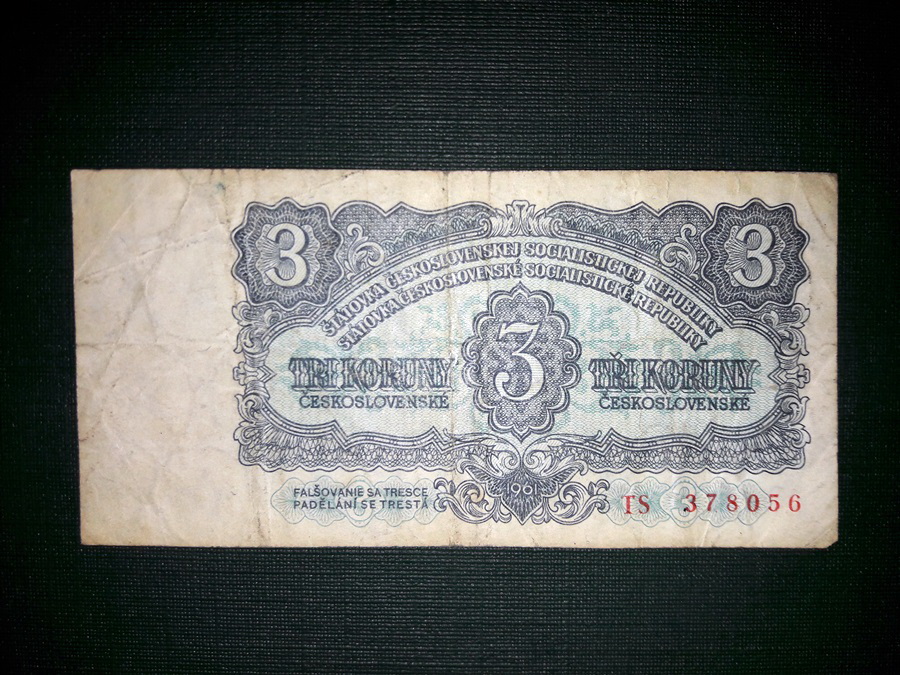 3
3
ŠTÁTOVKA ČESKOSLOVENSKEJ SOCIALISTICKEJ REPUBLIKY
STÁTOVKA ČESKOSLOVENSKÉ SOCIALISTICKÉ REPUBLIKY
3
TRI KORUNY
TŘI KORUNY
ČESKOSLOVENSKÉ
ČESKOSLOVENSKÉ
FALŠOVANIE SA TRESCE
PADĚLÁNÍ SE TRESTÁ
1961
TS 378056